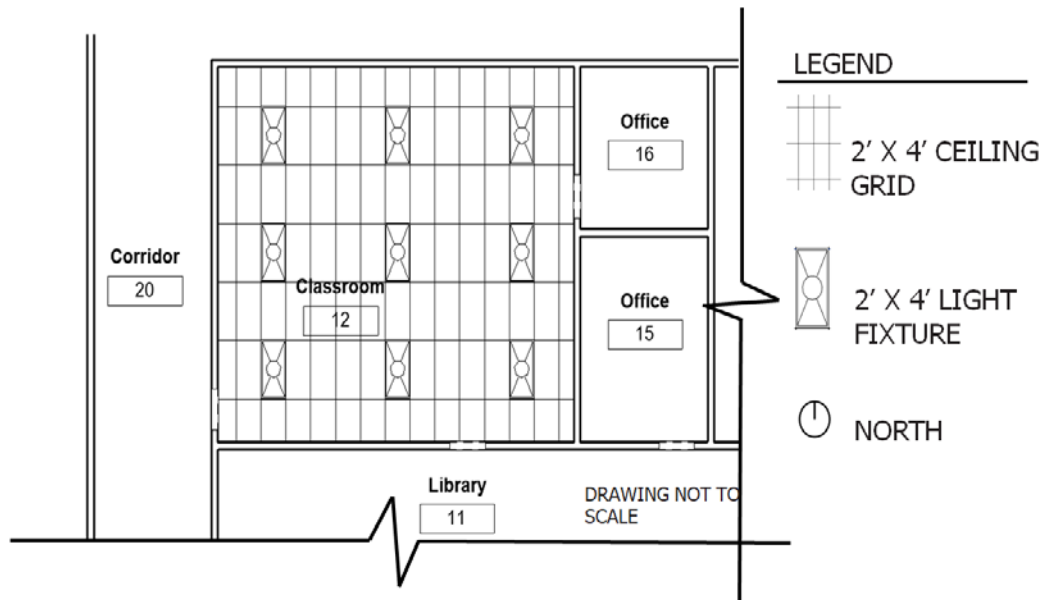 LEGEND
Office
16
2' X 4' CEILING
GRID
Corridor
20
Classroom
12
Office
15
2' X 4' LIGHT
FIXTURE
NORTH
Library
11
DRAWING NOT TO
SCALE